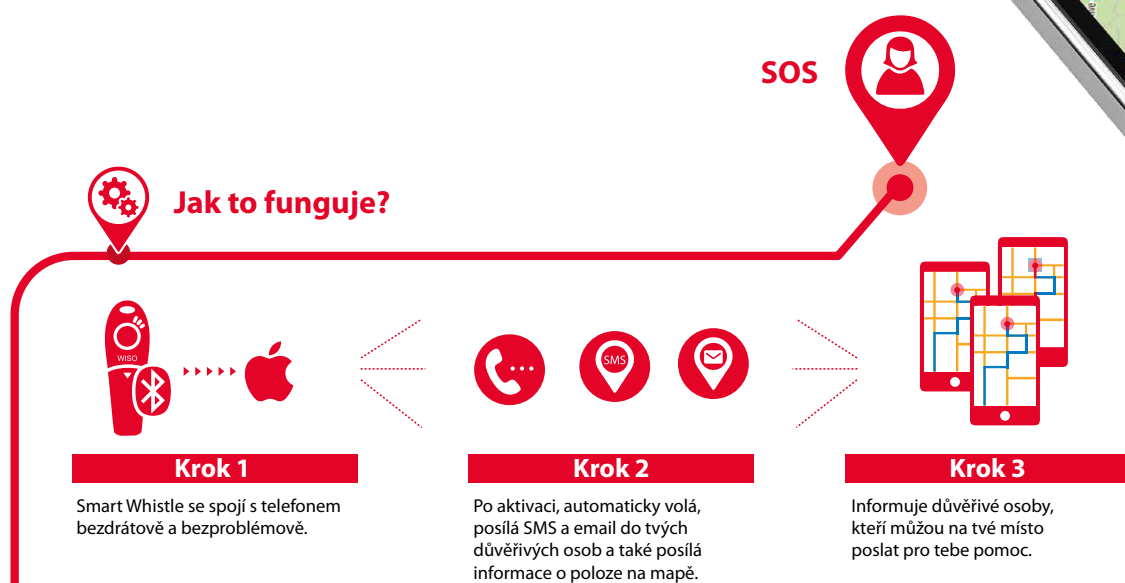 SOS
Jak to funguje?
WISO
SMS
Krok 1
Smart Whistle se spojí s telefonem
bezdrátově a bezproblémově.
Krok 2
Po aktivaci, automaticky volá,
posílá SMS a email do tvých
důvěřivých osob a také posílá
informace o poloze na mapě.
Krok 3
Informuje důvěřivé osoby,
kteří můžou na tvé místo
poslat pro tebe pomoc.